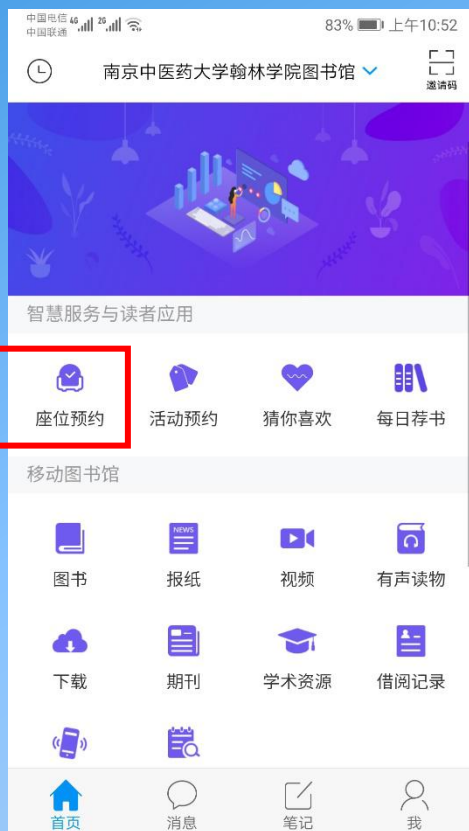 中国电信 4G 2G 83% 上午10:52
中国联通
南京中医药大学翰林学院图书馆
邀请码
智慧服务与读者应用
座位预约 活动预约 猜你喜欢 每日荐书
移动图书馆
NEWS
图书 报纸 视频 有声读物
下载 期刊 学术资源 借阅记录
首页 消息 笔记 我